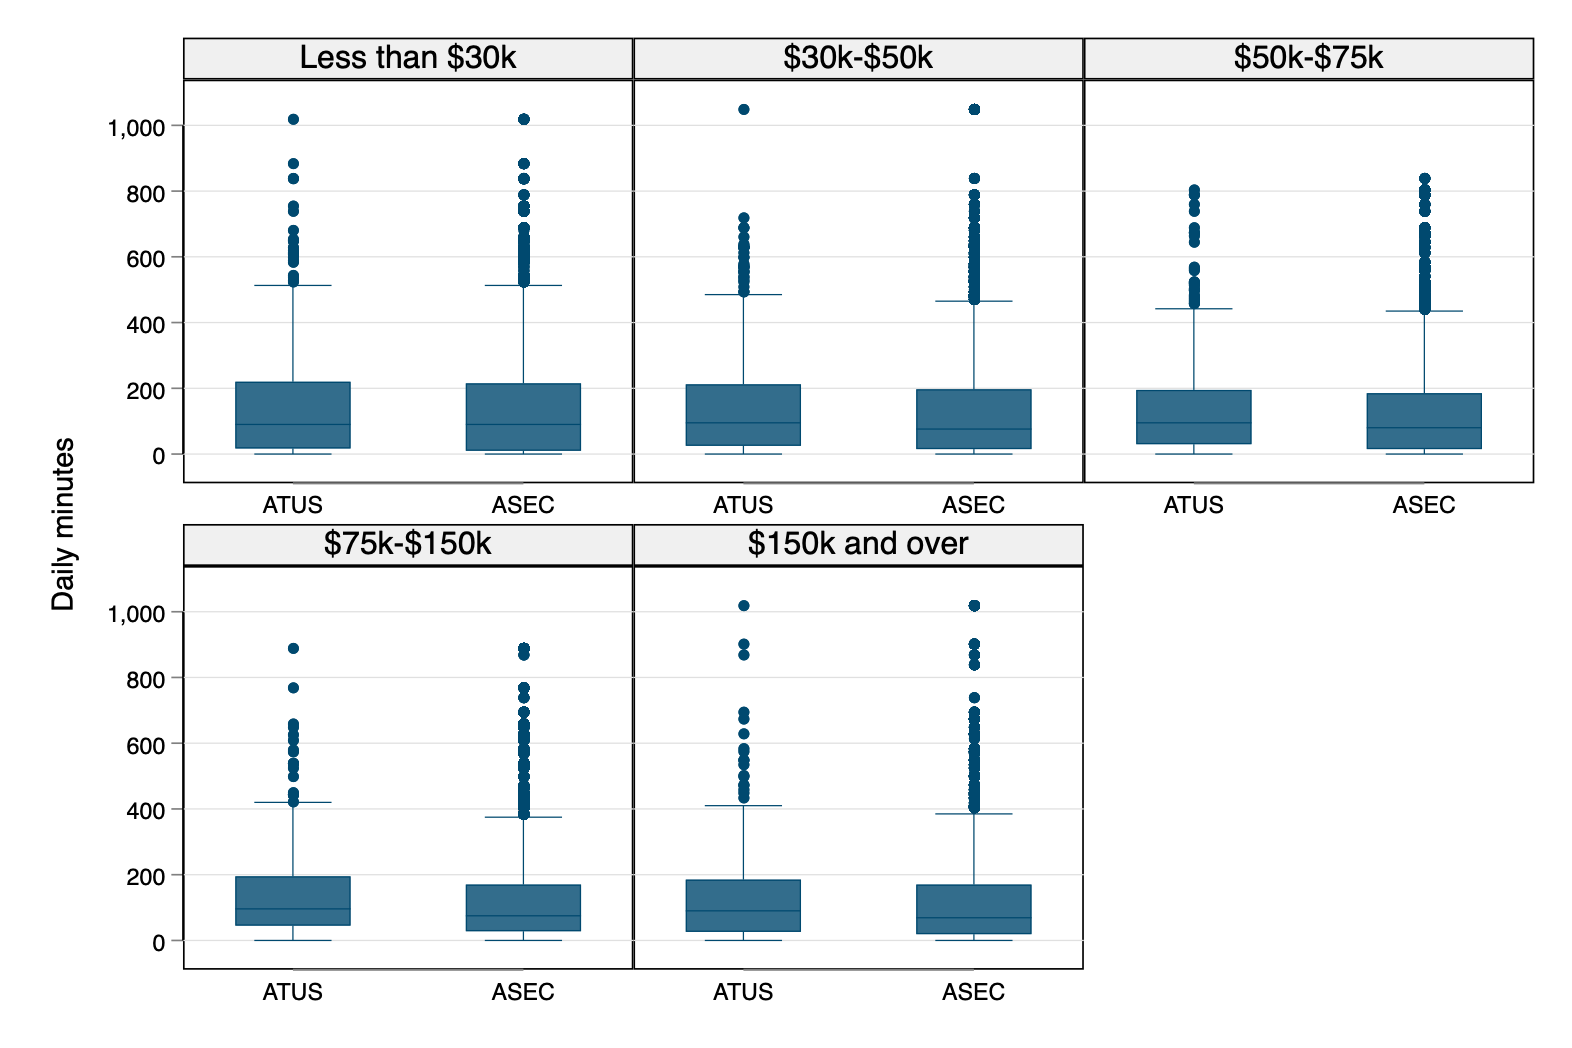 Less than $30k $30k-$50k $50k-$75k
1,000
800
600
400
200
0
ATUS ASEC ATUS ASEC ATUS ASEC
Daily minutes
$75k-$150k $150k and over
1,000
800
600
400
200
0
ATUS ASEC ATUS ASEC